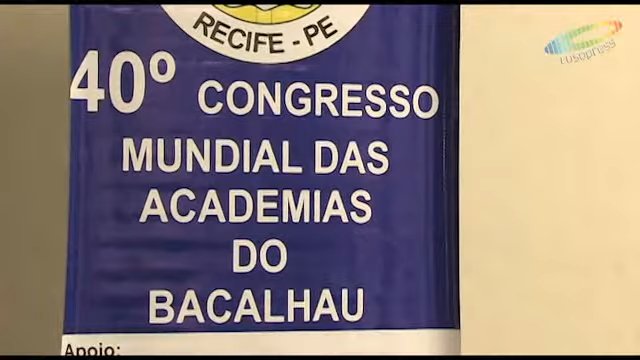 RECIFE - PE
LUSOPRESS
40º CONGRESSO
MUNDIAL DAS
ACADEMIAS
DO
BACALHAU
Apoio: